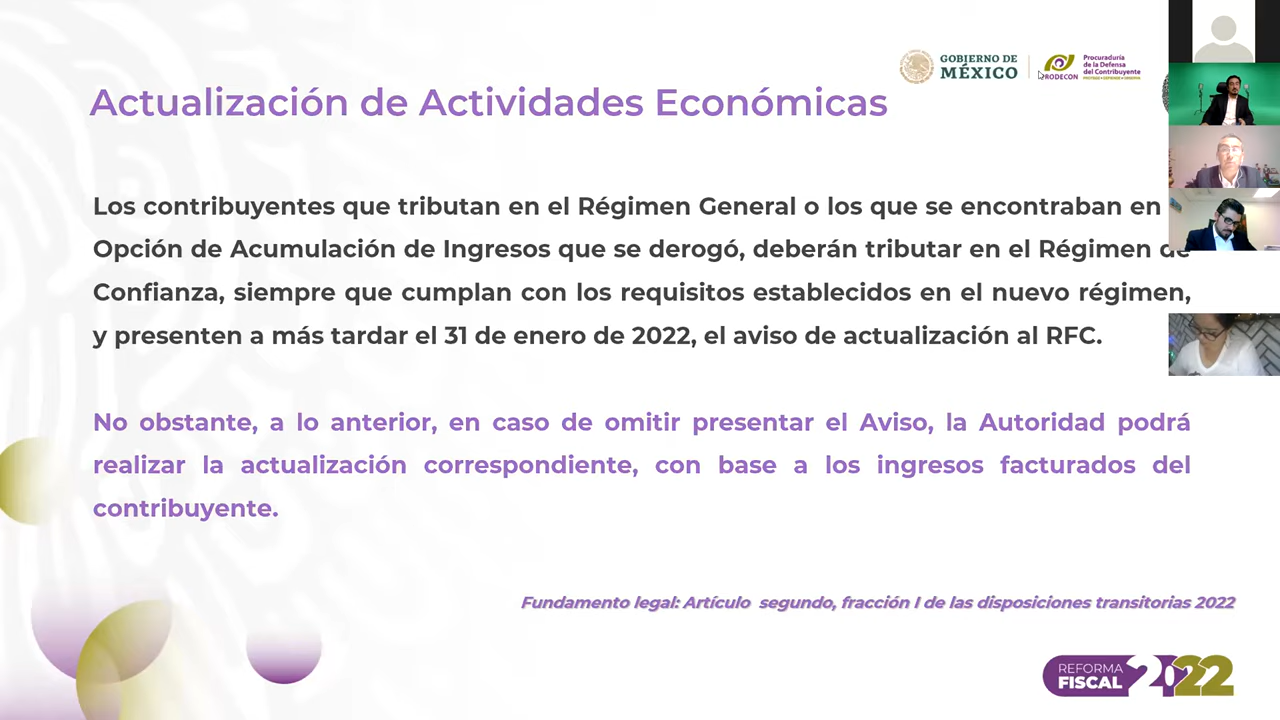 GOBIERNO DE
MÉXICO
PRODECON
Procuraduría
de la Defensa
del Contribuyente
Actualización de Actividades Económicas
Los contribuyentes que tributan en el Régimen General o los que se encontraban en
Opción de Acumulación de Ingresos que se derogó, deberán tributar en el Régimen de
Confianza, siempre que cumplan con los requisitos establecidos en el nuevo régimen,
y presenten a más tardar el 31 de enero de 2022, el aviso de actualización al RFC.
No obstante, a lo anterior, en caso de omitir presentar el Aviso, la Autoridad podrá
realizar la actualización correspondiente, con base a los ingresos facturados del
contribuyente.
Fundamento legal: Artículo segundo, fracción I de las disposiciones transitorias 2022
REFORMA
FISCAL 2022